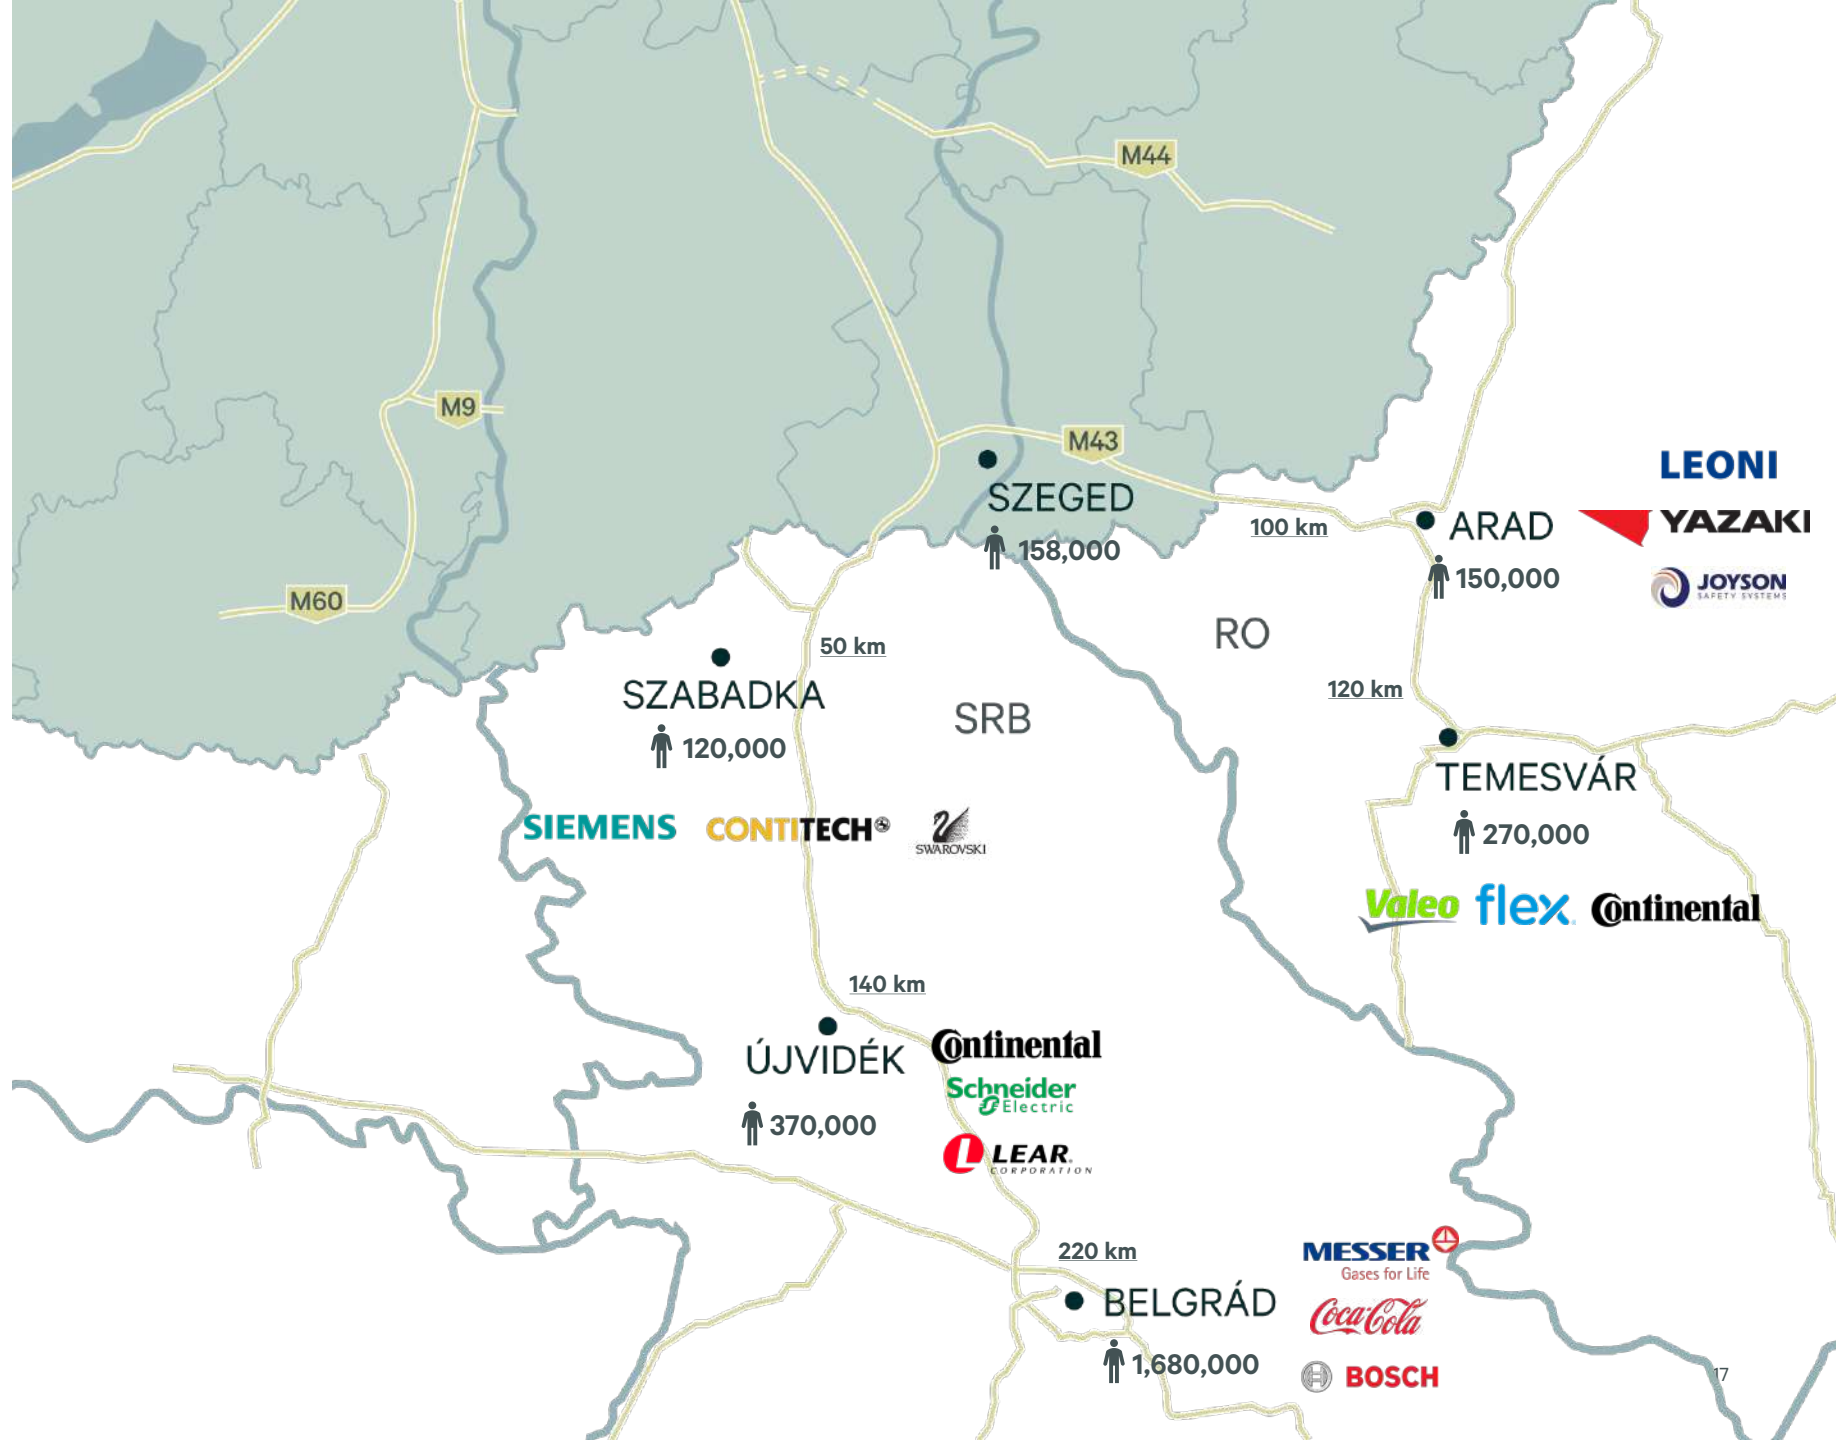 M44
M9
M43
SZEGED
158,000
M60
100 km
ARAD
150,000
LEONI
YAZAKI
JOYSON
SAFETY SYSTEMS
RO
50 km
SZABADKA
120,000
SRB
120 km
TEMESVÁR
270,000
SIEMENS
CONTITECH
SWAROVSKI
Valeo
flex
Continental
140 km
ÚJVIDÉK
370,000
Continental
Schneider
Electric
LEAR
CORPORATION
220 km
BELGRÁD
1,680,000
MESSER
Gases for Life
Coca-Cola
BOSCH
17